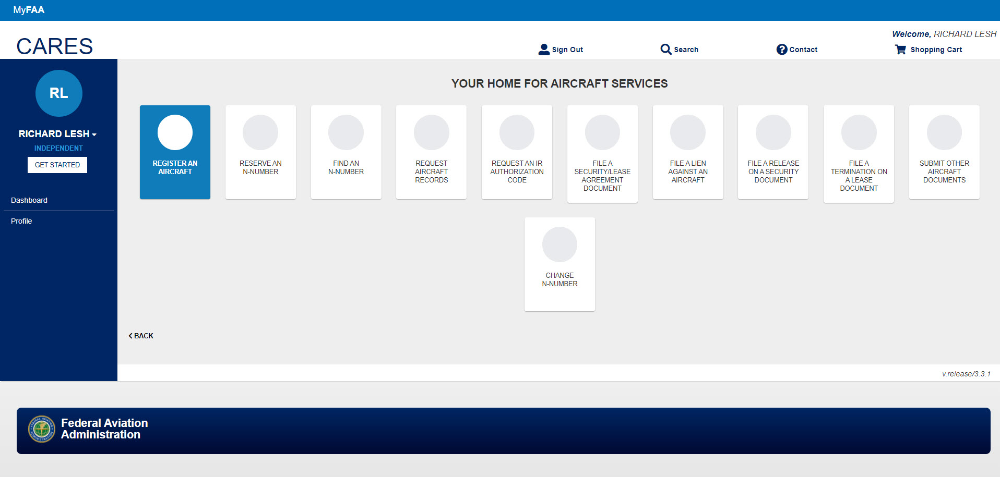 MyFAA
Welcome, RICHARD LESH
CARES
Sign Out
Search
Contact
Shopping Cart
RL
RICHARD LESH
INDEPENDENT
GET STARTED
Dashboard
Profile
YOUR HOME FOR AIRCRAFT SERVICES
REGISTER AN
AIRCRAFT
RESERVE AN
N-NUMBER
FIND AN
N-NUMBER
REQUEST
AIRCRAFT
RECORDS
REQUEST AN IR
AUTHORIZATION
CODE
FILE A
SECURITY/LEASE
AGREEMENT
DOCUMENT
FILE A LIEN
AGAINST AN
AIRCRAFT
FILE A RELEASE
ON A SECURITY
DOCUMENT
FILE A
TERMINATION ON
A LEASE
DOCUMENT
SUBMIT OTHER
AIRCRAFT
DOCUMENTS
CHANGE
N-NUMBER
BACK
v.release/3.3.1
FEDERAL AVIATION
ADMINISTRATION
Federal Aviation
Administration